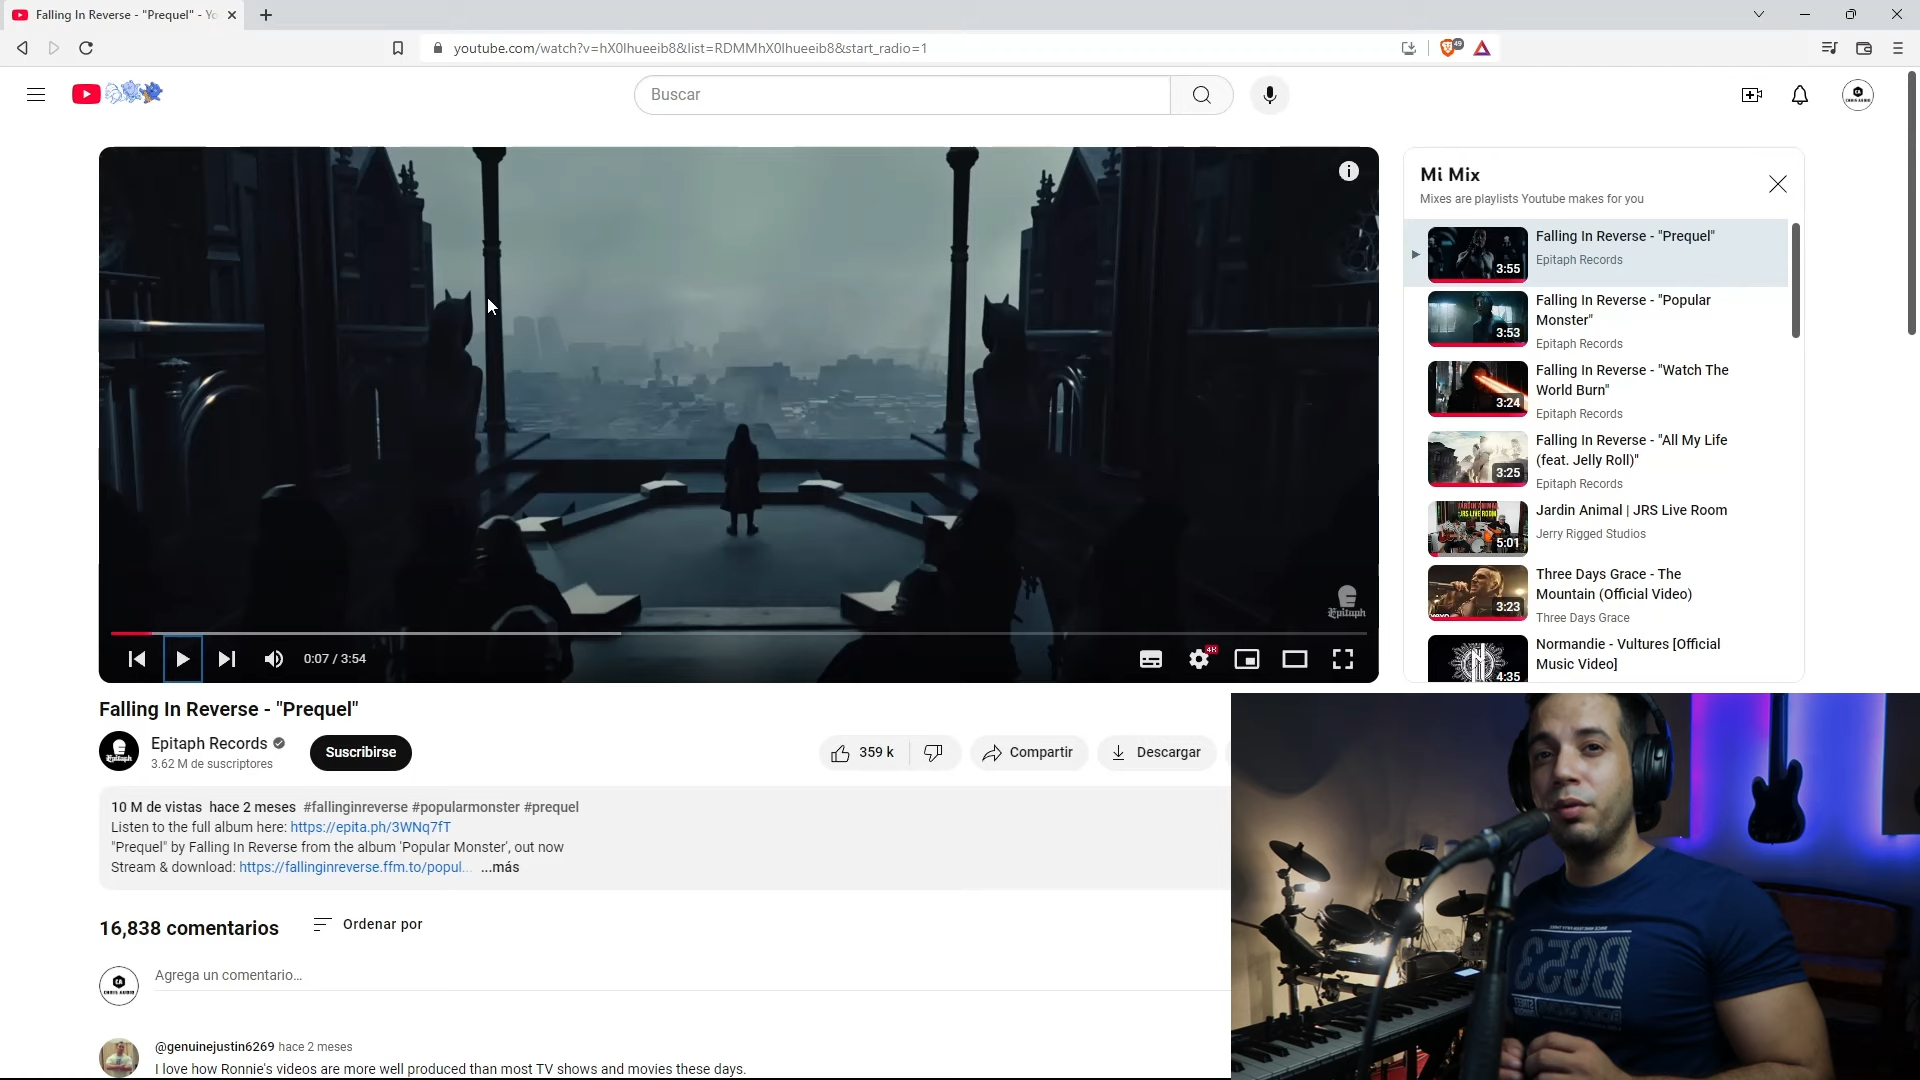 Falling In Reverse - "Prequel" - Yo
youtube.com/watch?v=hX0Ihueeib8&list=RDMMhX0Ihueeib8&start_radio=1
49
Buscar
Mi Mix
Mixes are playlists Youtube makes for you
Falling In Reverse - "Prequel"
Epitaph Records
3:55
Falling In Reverse - "Popular
Monster"
Epitaph Records
3:53
Falling In Reverse - "Watch The
World Burn"
Epitaph Records
3:24
Falling In Reverse - "All My Life
(feat. Jelly Roll)"
Epitaph Records
3:25
Jardin Animal | JRS Live Room
Jerry Rigged Studios
JRS LIVE ROOM
5:01
Three Days Grace - The
Mountain (Official Video)
Three Days Grace
3:23
Normandie - Vultures [Official
Music Video]
4:35
Epitaph
0:07 / 3:54
4K
Falling In Reverse - "Prequel"
Epitaph Records
3.62 M de suscriptores
Suscribirse
359 k
Compartir
Descargar
10 M de vistas hace 2 meses #fallinginreverse #popularmonster #prequel
Listen to the full album here: https://epita.ph/3WNq7fT
"Prequel" by Falling In Reverse from the album 'Popular Monster', out now
Stream & download: https://fallinginreverse.ffm.to/popul... ...más
16,838 comentarios
Ordenar por
CHRIS AUDIO
Agrega un comentario...
@genuinejustin6269 hace 2 meses
I love how Ronnie's videos are more well produced than most TV shows and movies these days.